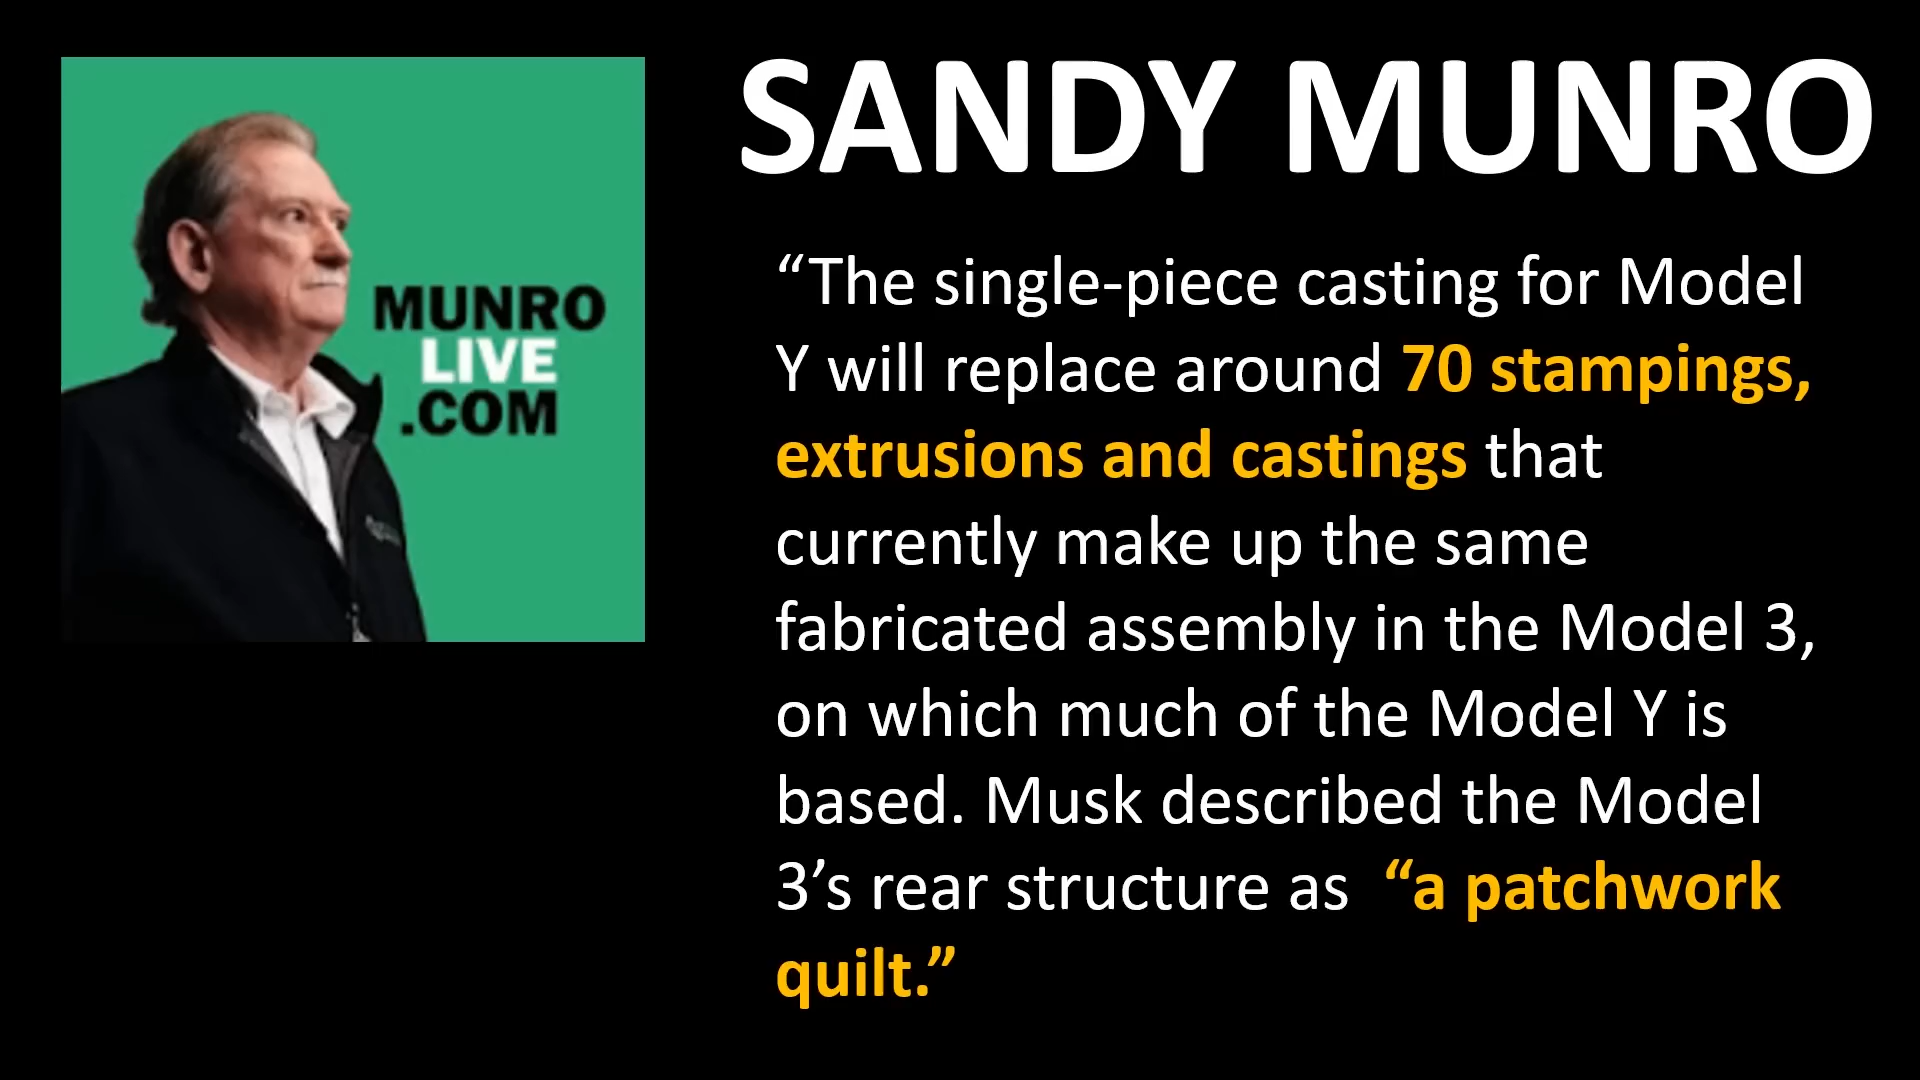 SANDY MUNRO
MUNRO
LIVE
.COM
“The single-piece casting for Model
Y will replace around 70 stampings,
extrusions and castings that
currently make up the same
fabricated assembly in the Model 3,
on which much of the Model Y is
based. Musk described the Model
3’s rear structure as “a patchwork
quilt.”